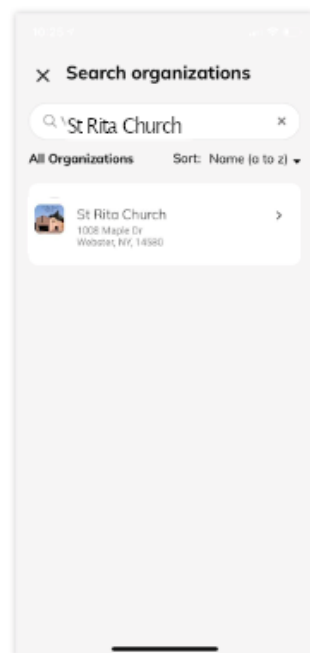 Search organizations
St Rita Church
All Organizations Sort: Name (a to z)
St Rita Church
1008 Maple Dr
Webster, NY, 14580